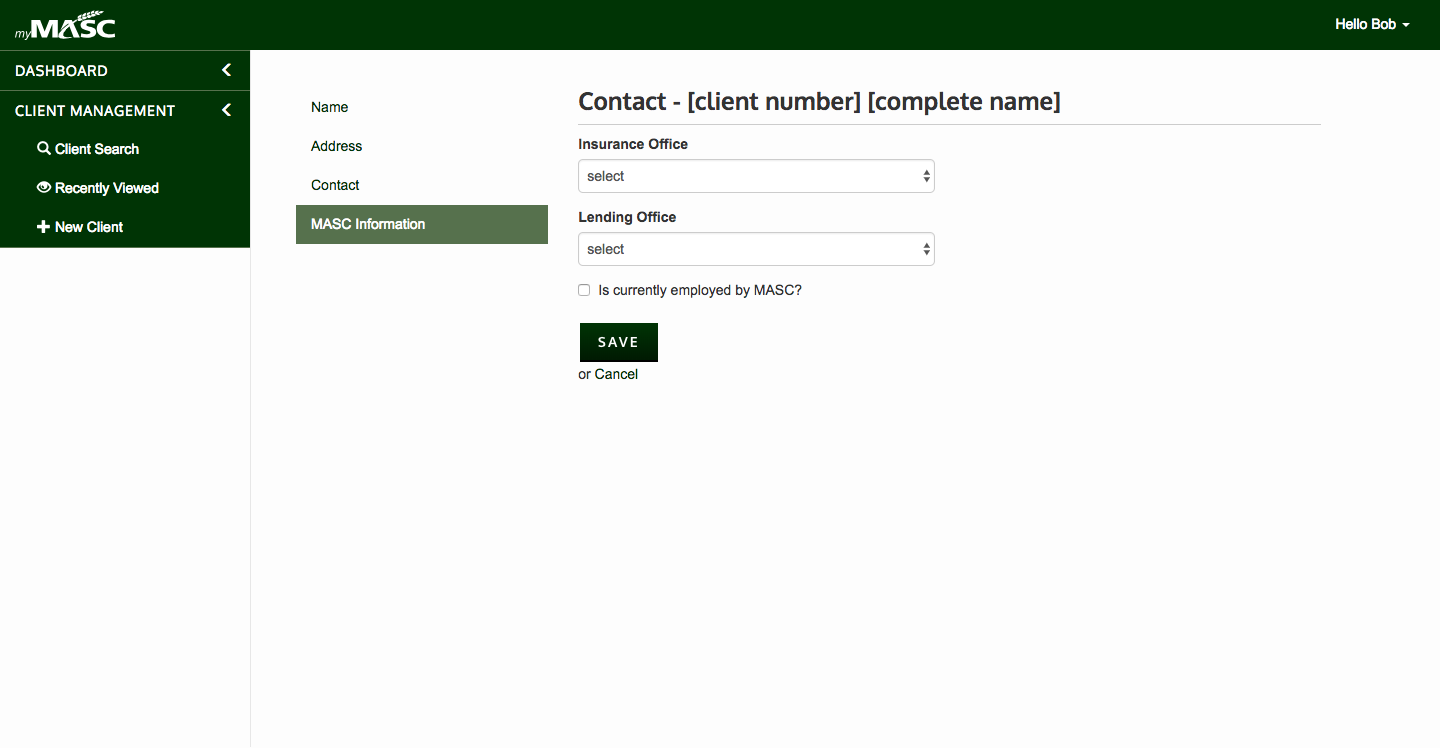 myMASC
Hello Bob
DASHBOARD
CLIENT MANAGEMENT
Client Search
Recently Viewed
New Client
Name
Address
Contact
MASC Information
Contact - [client number] [complete name]
Insurance Office
select
Lending Office
select
Is currently employed by MASC?
SAVE
or Cancel